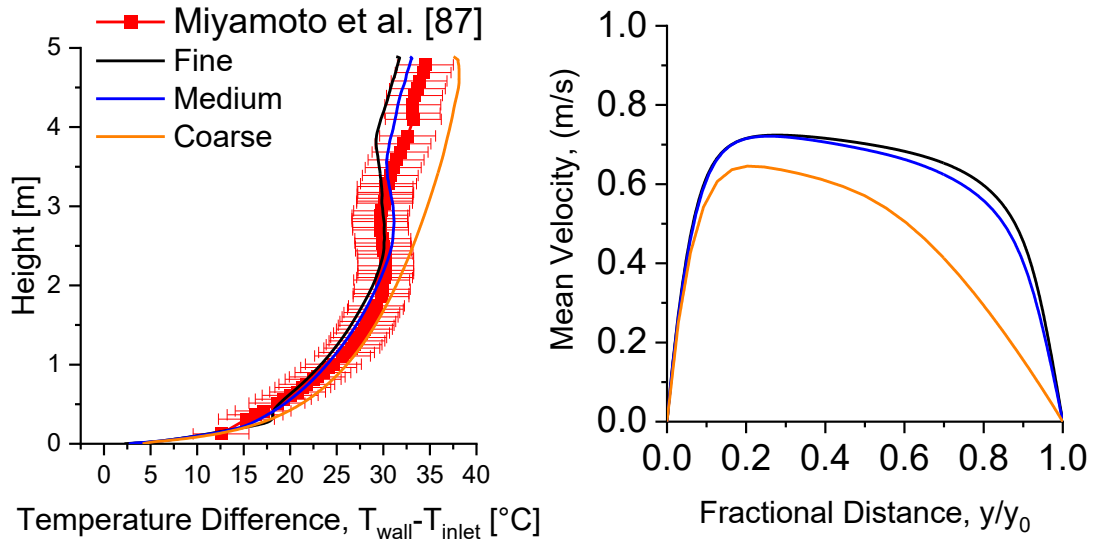 Miyamoto et al. [87]
Fine
Medium
Coarse
5
4
3
2
1
0
Height [m]
0 5 10 15 20 25 30 35 40
Temperature Difference, T_wall-T_inlet [°C]
1.0
0.8
0.6
0.4
0.2
0.0
Mean Velocity, (m/s)
0.0 0.2 0.4 0.6 0.8 1.0
Fractional Distance, y/y_0